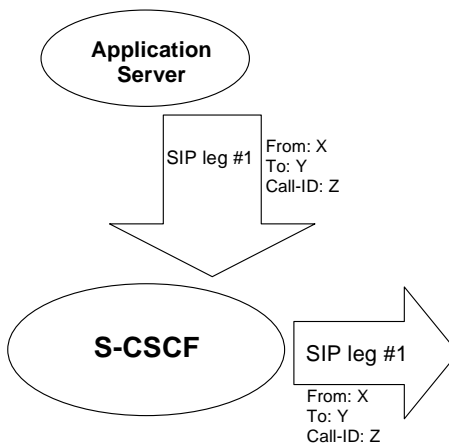 Application
Server
SIP leg #1
From: X
To: Y
Call-ID: Z
S-CSCF
SIP leg #1
From: X
To: Y
Call-ID: Z